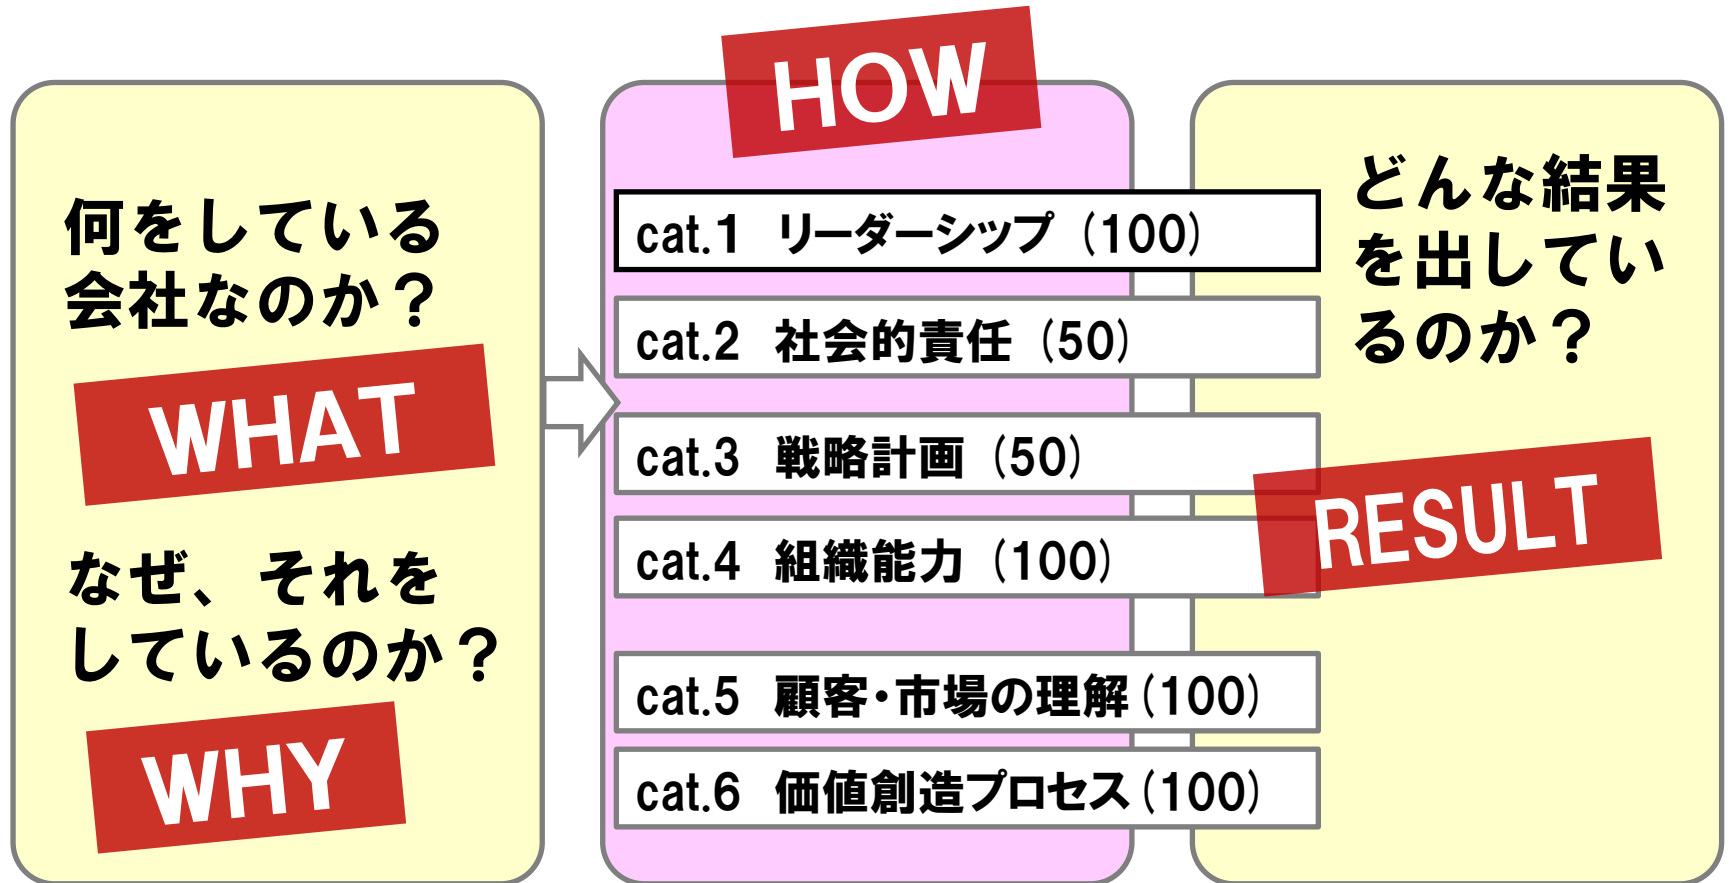 何をしている
会社なのか？
WHAT
なぜ、それを
しているのか？
WHY
HOW
cat.1 リーダーシップ (100)
cat.2 社会的責任 (50)
cat.3 戦略計画 (50)
cat.4 組織能力 (100)
cat.5 顧客・市場の理解 (100)
cat.6 価値創造プロセス (100)
どんな結果
を出してい
るのか？
RESULT